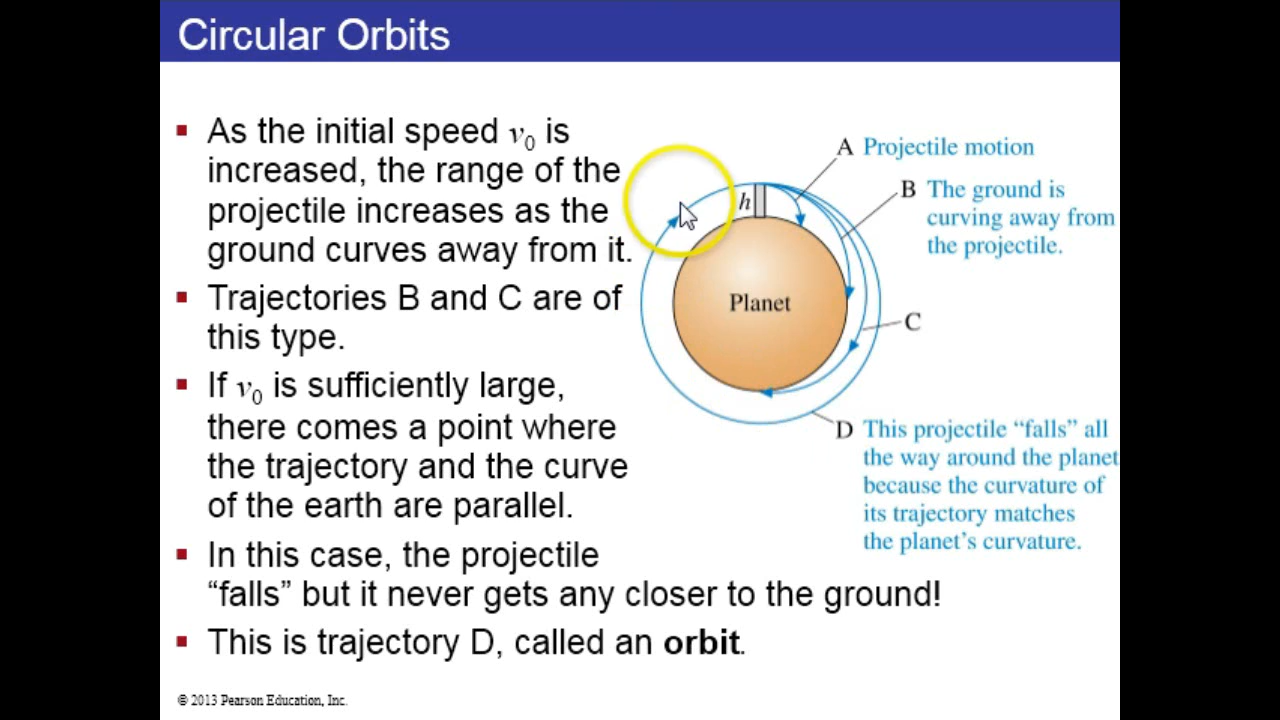 Circular Orbits
▪ As the initial speed v₀ is
increased, the range of the
projectile increases as the
ground curves away from it.
▪ Trajectories B and C are of
this type.
▪ If v₀ is sufficiently large,
there comes a point where
the trajectory and the curve
of the earth are parallel.
▪ In this case, the projectile
“falls” but it never gets any closer to the ground!
▪ This is trajectory D, called an orbit.
A Projectile motion
B The ground is
curving away from
the projectile.
h
Planet
C
D This projectile “falls” all
the way around the planet
because the curvature of
its trajectory matches
the planet’s curvature.
© 2013 Pearson Education, Inc.